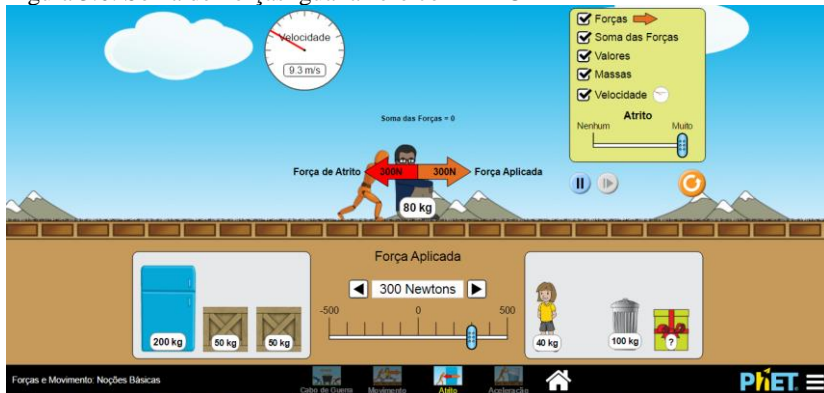 Velocidade
9.3 m/s
Forças
Soma das Forças
Valores
Massas
Velocidade
Atrito
Nenhum
Muito
Soma das Forças = 0
Força de Atrito
300N
300N
Força Aplicada
80 kg
Força Aplicada
300 Newtons
-500
0
500
200 kg
50 kg
50 kg
40 kg
100 kg
?
Forças e Movimento: Noções Básicas
Cabo de Guerra
Movimento
Atrito
Aceleração
PhET